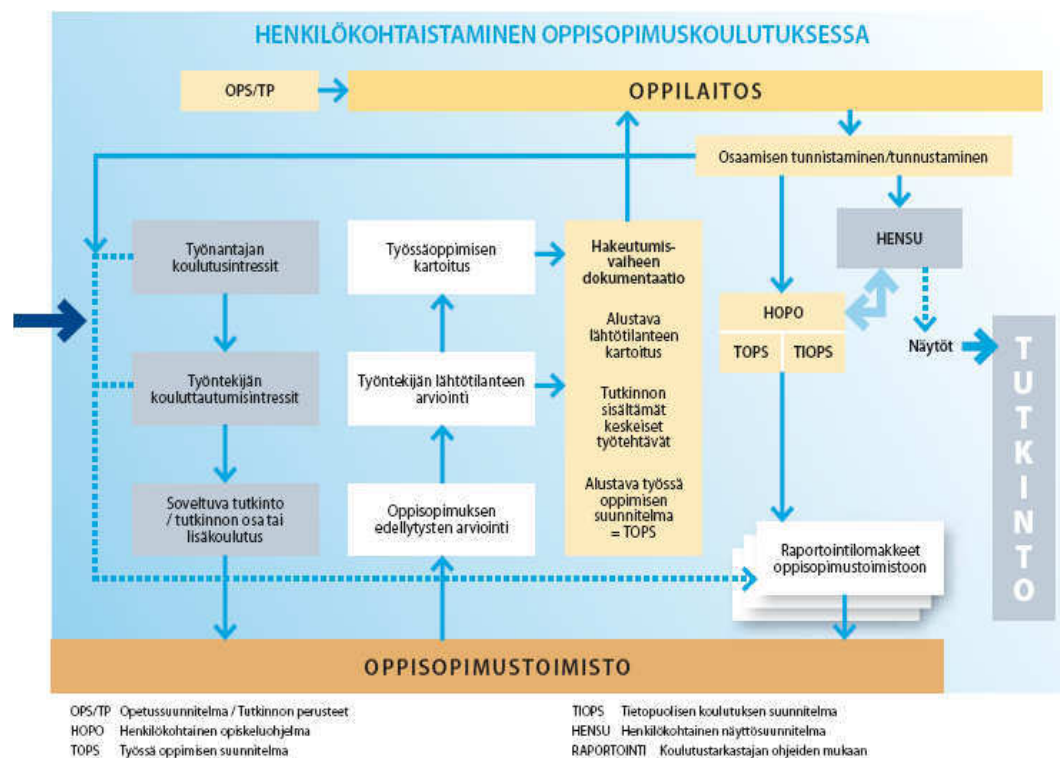 HENKILÖKOHTAISTAMINEN OPPISOPIMUSKOULUTUKSESSA
OPS/TP
OPPILAITOS
Osaamisen tunnistaminen/tunnustaminen
Työnantajan
koulutusintressit
Työssäoppimisen
kartoitus
Hakeutumis-
vaiheen
dokumentaatio
HENSU
Alustava
lähtötilanteen
kartoitus
HOPO
TOPS
TIOPS
Näytöt
TUTKINTO
Työntekijän
kouluttautumisintressit
Työntekijän lähtötilanteen
arviointi
Tutkinnon
sisältämät
keskeiset
työtehtävät
Soveltuva tutkinto
/ tutkinnon osa tai
lisäkoulutus
Oppisopimuksen
edellytysten arviointi
Alustava työssä
oppimisen
suunnitelma
= TOPS
Raportointilomakkeet
oppisopimustoimistoon
OPPISOPIMUSTOIMISTO
OPS/TP Opetussuunnitelma / Tutkinnon perusteet
HOPO Henkilökohtainen opiskeluohjelma
TOPS Työssä oppimisen suunnitelma
TIOPS Tietopuolisen koulutuksen suunnitelma
HENSU Henkilökohtainen näyttösuunnitelma
RAPORTOINTI Koulutustarkastajan ohjeiden mukaan